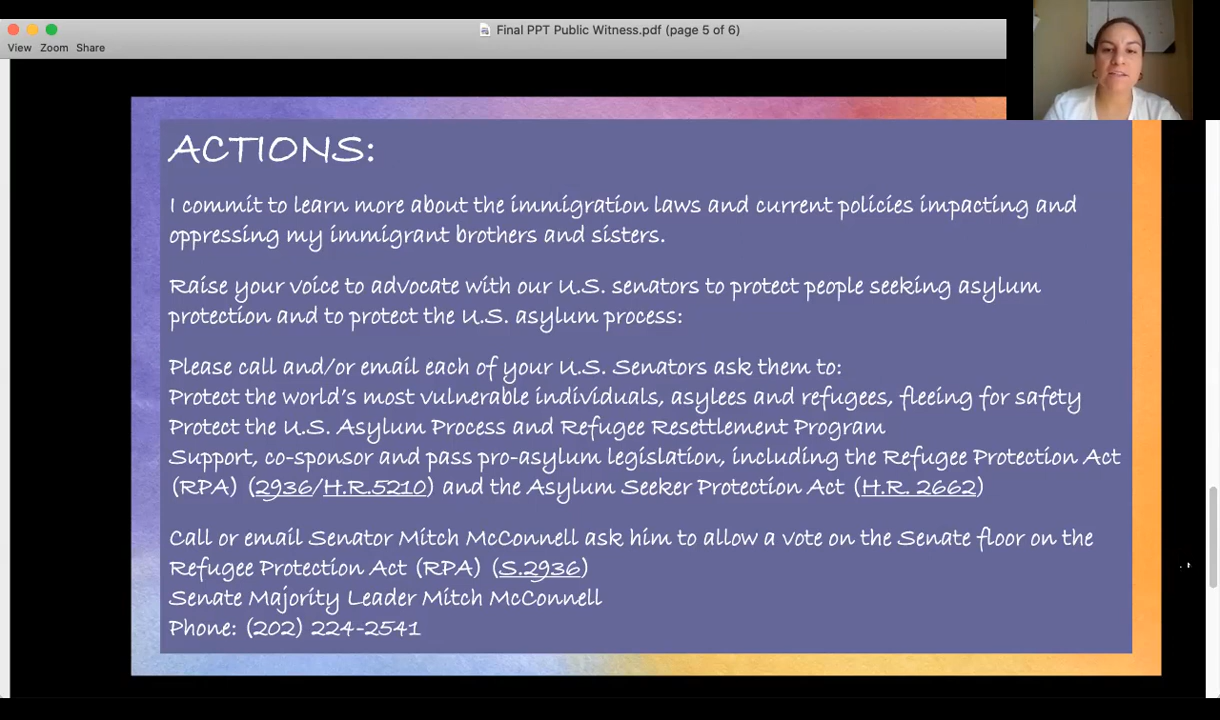 Final PPT Public Witness.pdf (page 5 of 6)
View Zoom Share
ACTIONS:
I commit to learn more about the immigration laws and current policies impacting and
oppressing my immigrant brothers and sisters.
Raise your voice to advocate with our U.S. senators to protect people seeking asylum
protection and to protect the U.S. asylum process:
Please call and/or email each of your U.S. Senators ask them to:
Protect the world's most vulnerable individuals, asylees and refugees, fleeing for safety
Protect the U.S. Asylum Process and Refugee Resettlement Program
Support, co-sponsor and pass pro-asylum legislation, including the Refugee Protection Act
(RPA) (2936/H.R.5210) and the Asylum Seeker Protection Act (H.R. 2662)
Call or email Senator Mitch McConnell ask him to allow a vote on the Senate floor on the
Refugee Protection Act (RPA) (S.2936)
Senate Majority Leader Mitch McConnell
Phone: (202) 224-2541